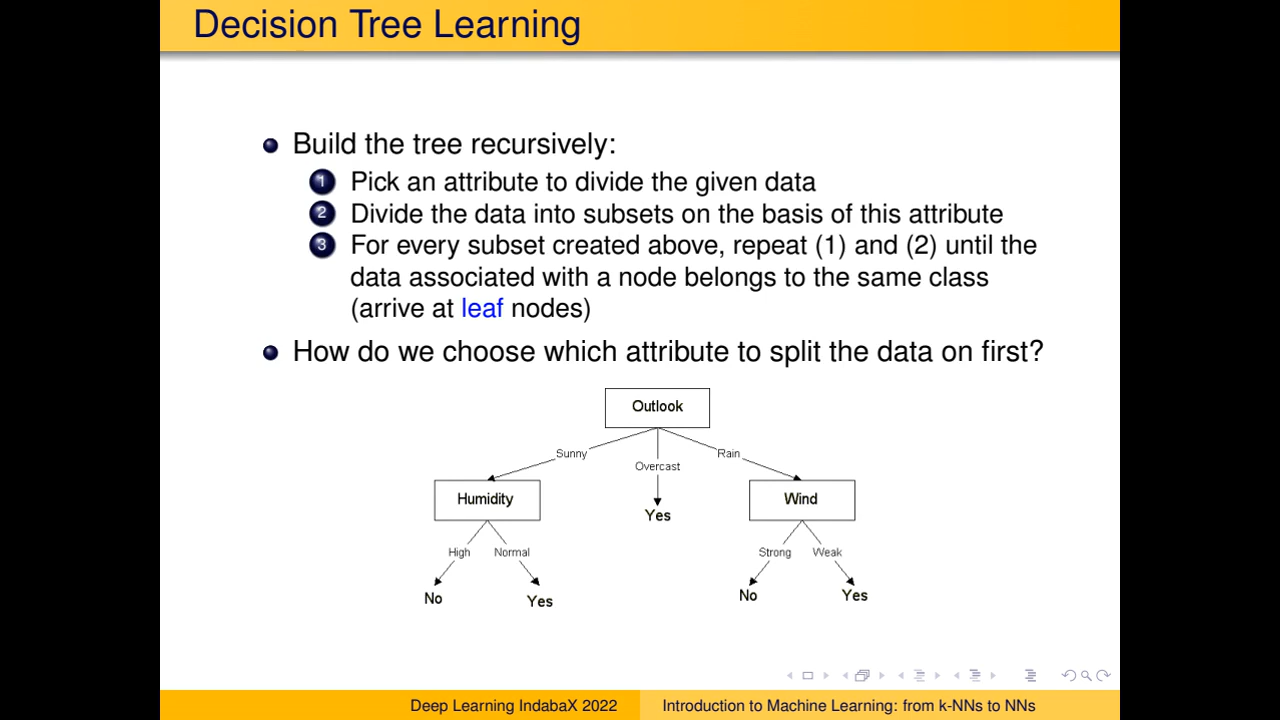 Decision Tree Learning
Build the tree recursively:
1 Pick an attribute to divide the given data
2 Divide the data into subsets on the basis of this attribute
3 For every subset created above, repeat (1) and (2) until the
data associated with a node belongs to the same class
(arrive at leaf nodes)
How do we choose which attribute to split the data on first?
Outlook
Sunny Overcast Rain
Humidity Yes Wind
High Normal Strong Weak
No Yes No Yes
Deep Learning IndabaX 2022 Introduction to Machine Learning: from k-NNs to NNs